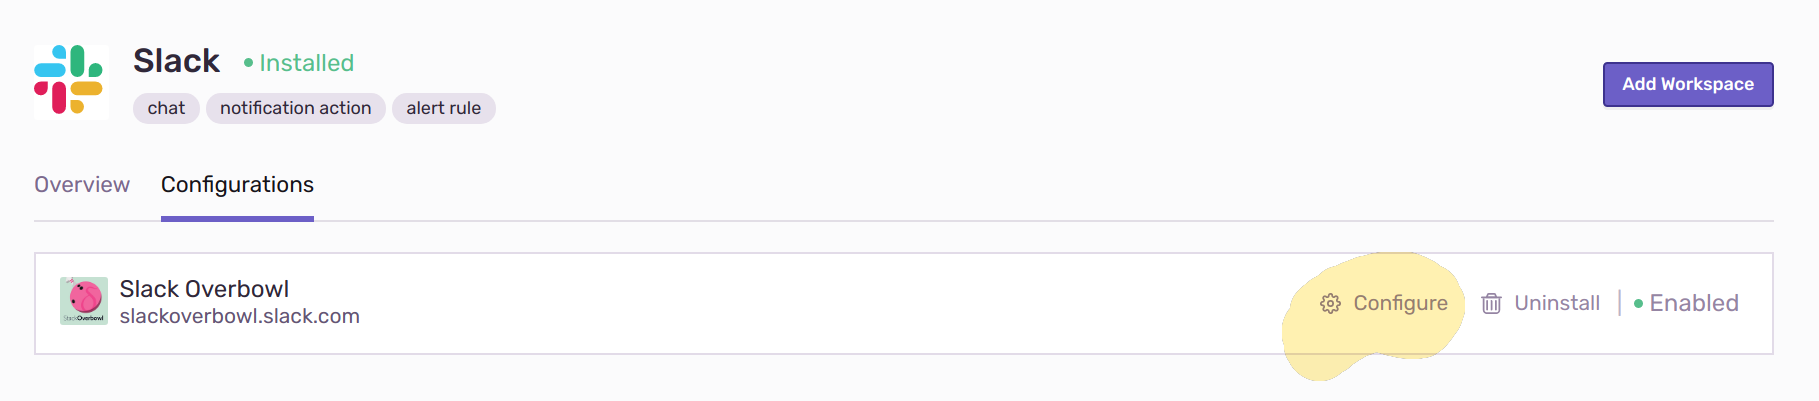 Slack Installed
chat notification action alert rule
Add Workspace
Overview Configurations
Slack Overbowl
slackoverbowl.slack.com
Configure Uninstall | Enabled
SlackOverbowl